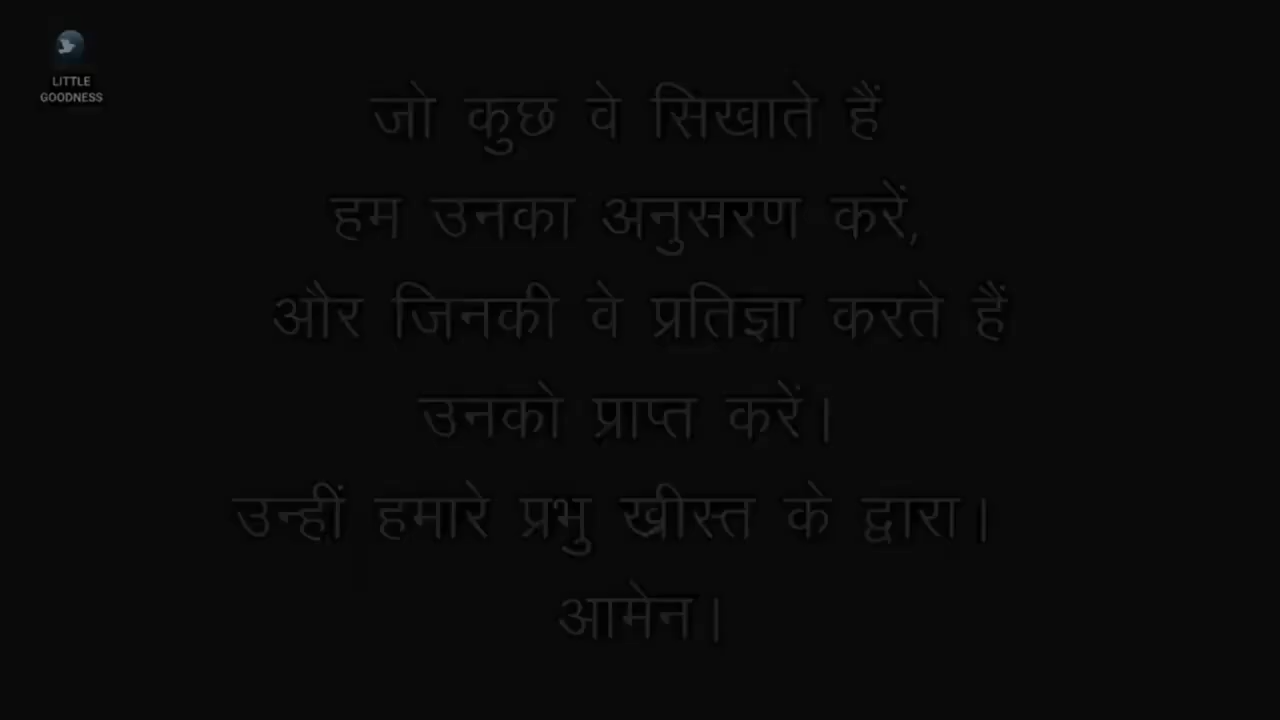 LITTLE
GOODNESS
जो कुछ वे सिखाते हैं
हम उनका अनुसरण करें,
और जिनकी वे प्रतिज्ञा करते हैं
उनको प्राप्त करें।
उन्हीं हमारे प्रभु ख्रीस्त के द्वारा।
आमेन।